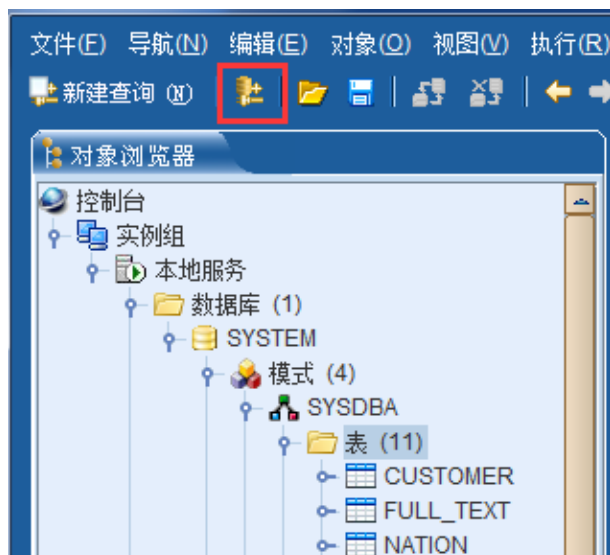 文件(F) 导航(N) 编辑(E) 对象(O) 视图(V) 执行(R)
新建查询 (N)
对象浏览器
控制台
实例组
本地服务
数据库 (1)
SYSTEM
模式 (4)
SYSDBA
表 (11)
CUSTOMER
FULL_TEXT
NATION